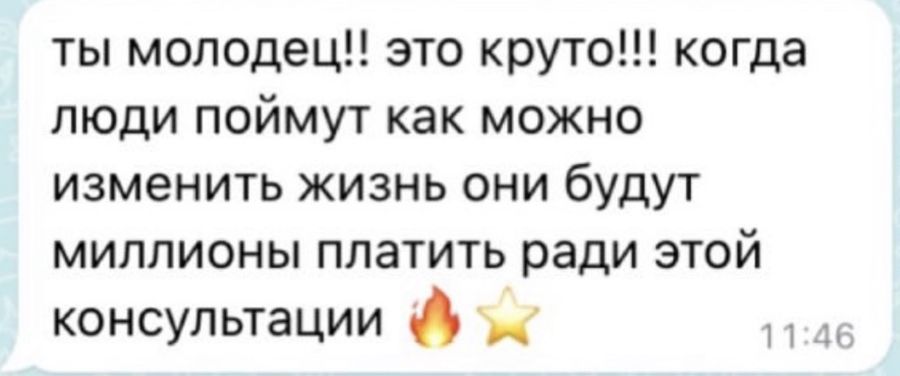 ты молодец!! это круто!!! когда
люди поймут как можно
изменить жизнь они будут
миллионы платить ради этой
консультации 🔥⭐
11:46